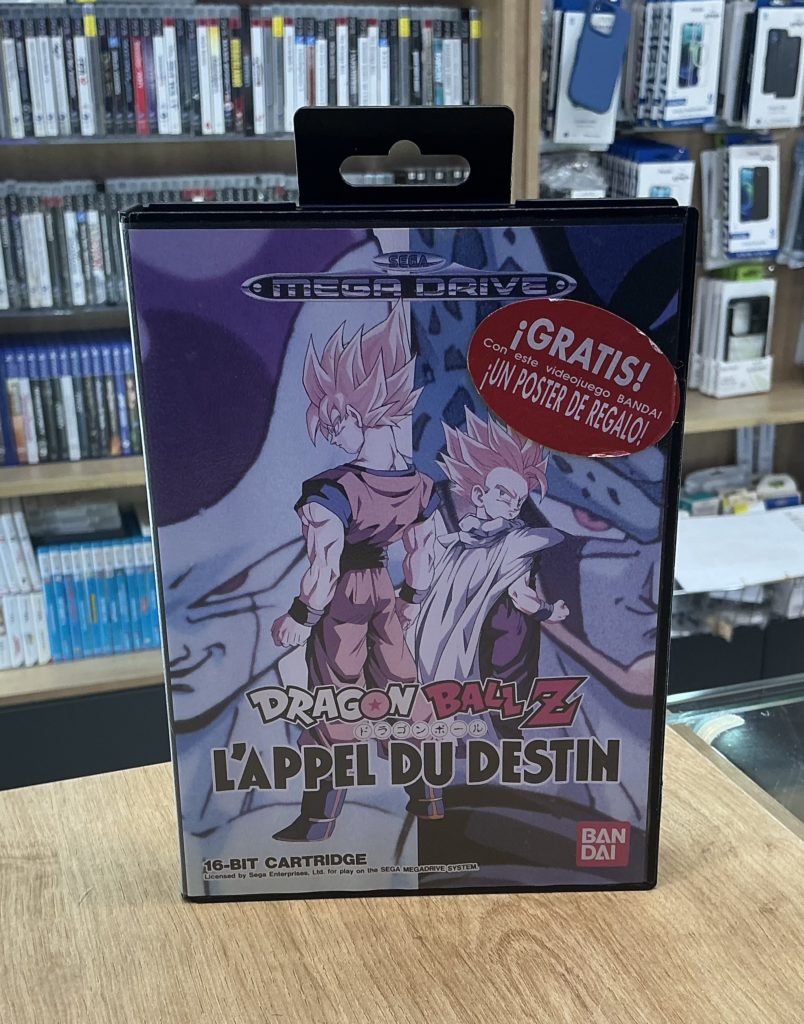 SEGA
MEGA DRIVE
¡GRATIS!
Con este videojuego BANDAI
¡UN POSTER DE REGALO!
DRAGON BALL Z
ドラゴンボール
L'APPEL DU DESTIN
16-BIT CARTRIDGE
Licensed by Sega Enterprises, Ltd. for play on the SEGA MEGADRIVE SYSTEM.
BAN
DAI